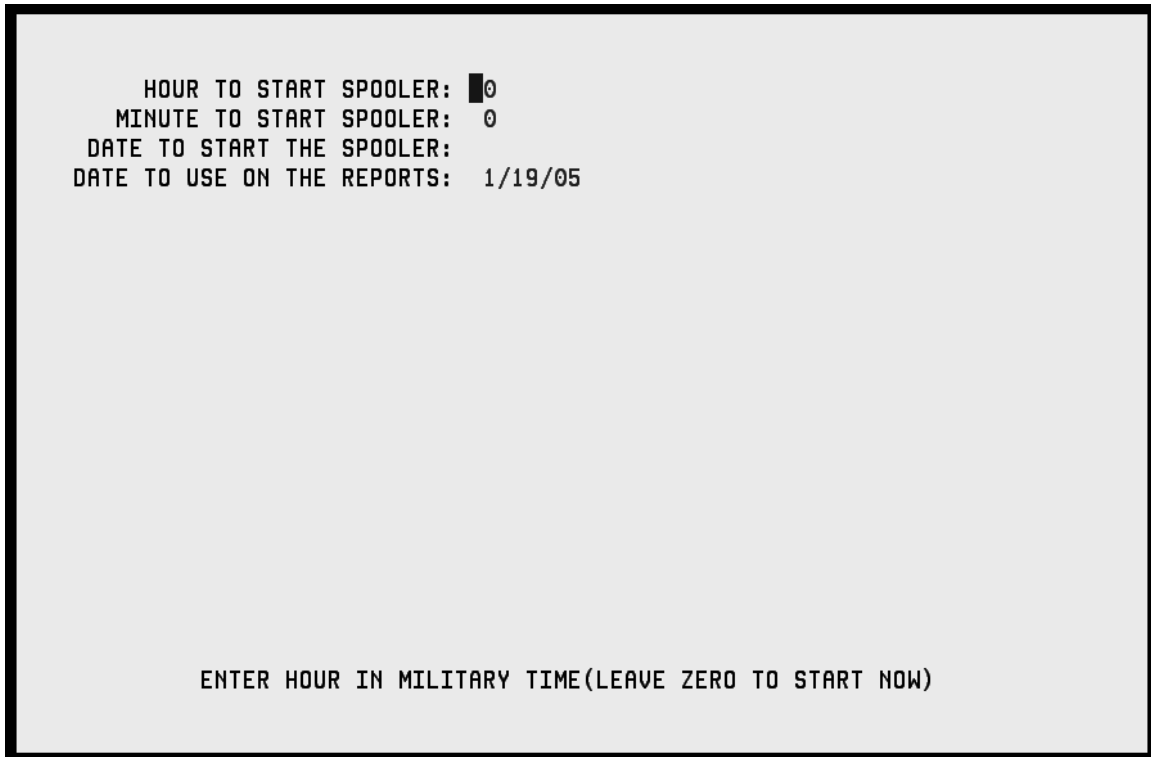 HOUR TO START SPOOLER: 0
MINUTE TO START SPOOLER: 0
DATE TO START THE SPOOLER:
DATE TO USE ON THE REPORTS: 1/19/05
ENTER HOUR IN MILITARY TIME(LEAVE ZERO TO START NOW)